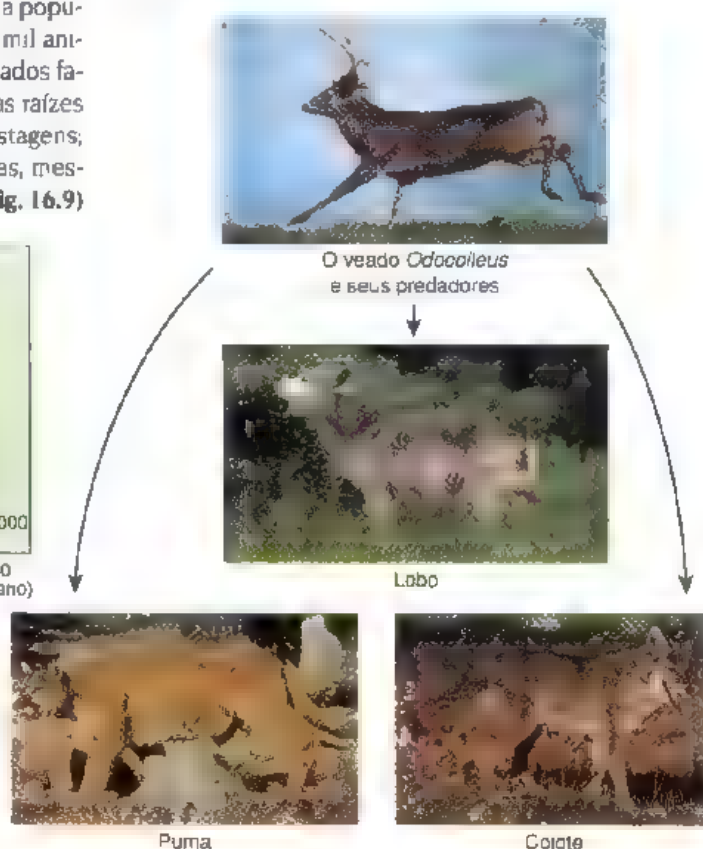 a popu-
mil ani-
ados fa-
as raízes
stagens;
as, mes-
ig. 16.9)
000
o
ano)
O veado Odocoileus
e seus predadores
Lobo
Puma
Coiote